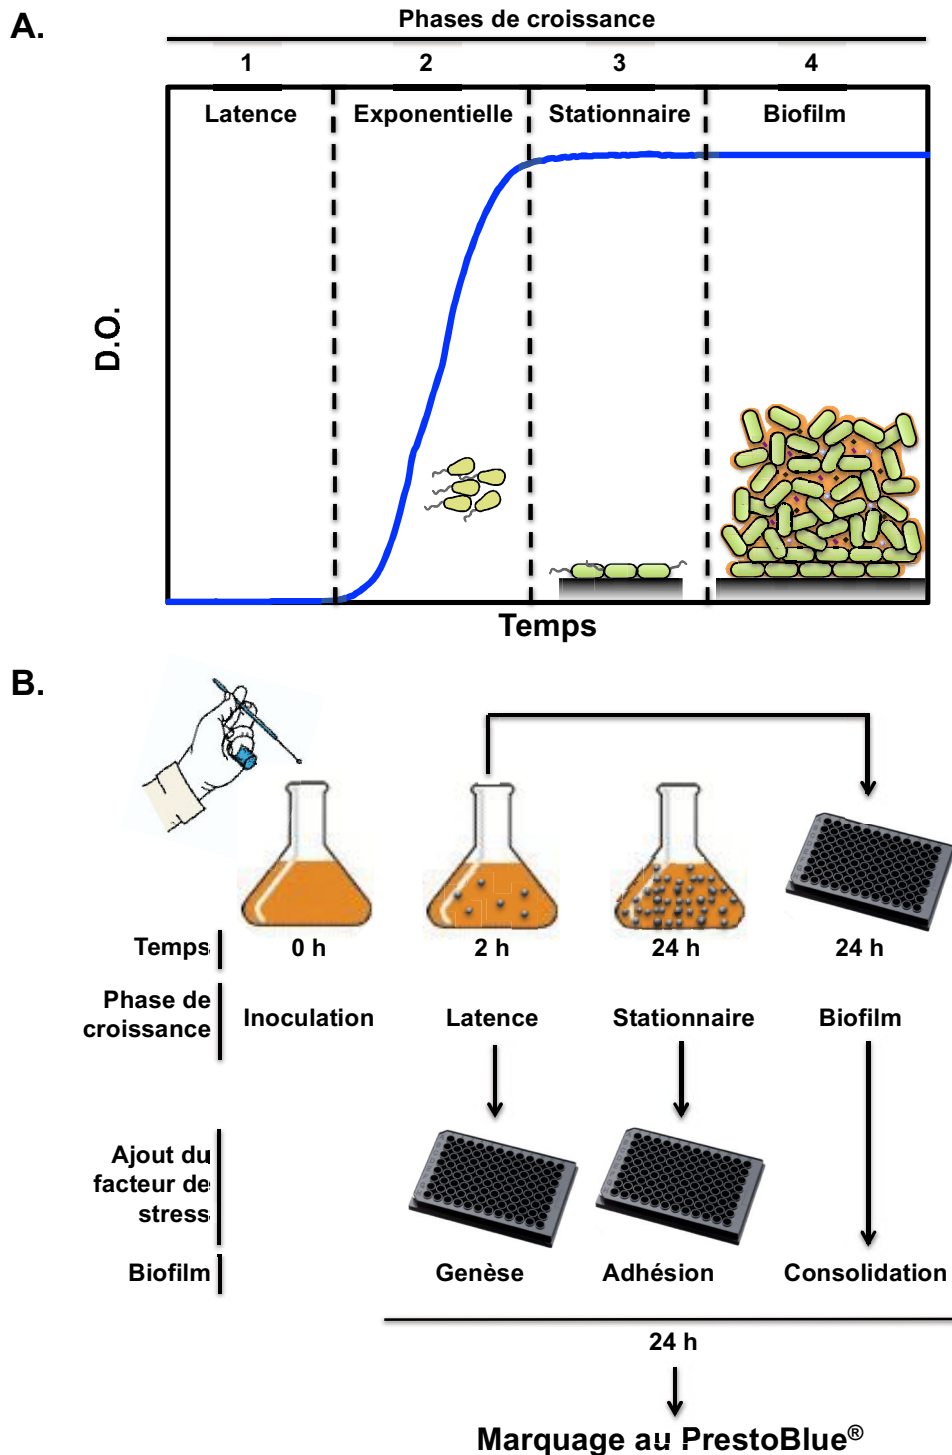 A.
Phases de croissance
1 2 3 4
Latence Exponentielle Stationnaire Biofilm
D.O.
Temps
B.
Temps 0 h 2 h 24 h 24 h
Phase de
croissance Inoculation Latence Stationnaire Biofilm
Ajout du
facteur de
stress
Biofilm Genèse Adhésion Consolidation
24 h
Marquage au PrestoBlue®